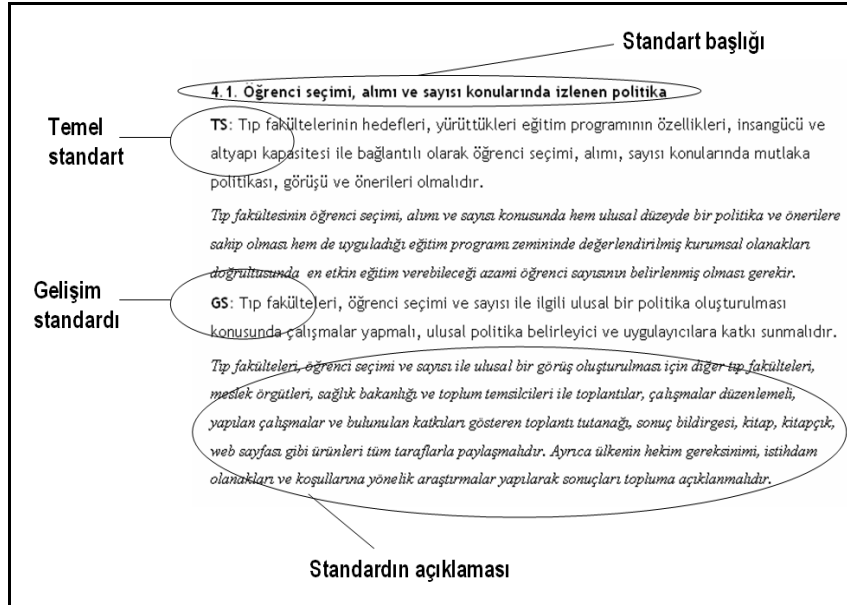 Standart başlığı
4.1. Öğrenci seçimi, alımı ve sayısı konularında izlenen politika
Temel
standart
TS: Tıp fakültelerinin hedefleri, yürüttükleri eğitim programının özellikleri, insangücü ve
altyapı kapasitesi ile bağlantılı olarak öğrenci seçimi, alımı, sayısı konularında mutlaka
politikası, görüşü ve önerileri olmalıdır.
Tıp fakültesinin öğrenci seçimi, alımı ve sayısı konusunda hem ulusal düzeyde bir politika ve önerilere
sahip olması hem de uyguladığı eğitim programı zemininde değerlendirilmiş kurumsal olanakları
doğrultusunda en etkin eğitim verebileceği azami öğrenci sayısının belirlenmiş olması gerekir.
Gelişim
standardı
GS: Tıp fakülteleri, öğrenci seçimi ve sayısı ile ilgili ulusal bir politika oluşturulması
konusunda çalışmalar yapmalı, ulusal politika belirleyici ve uygulayıcılara katkı sunmalıdır.
Tıp fakülteleri, öğrenci seçimi ve sayısı ile ulusal bir görüş oluşturulması için diğer tıp fakülteleri,
meslek örgütleri, sağlık bakanlığı ve toplum temsilcileri ile toplantılar, çalışmalar düzenlemeli,
yapılan çalışmalar ve bulunulan katkıları gösteren toplantı tutanağı, sonuç bildirgesi, kitap, kitapçık,
web sayfası gibi ürünleri tüm taraflarla paylaşmalıdır. Ayrıca ülkenin hekim gereksinimi, istihdam
olanakları ve koşullarına yönelik araştırmalar yapılarak sonuçları topluma açıklanmalıdır.
Standardın açıklaması